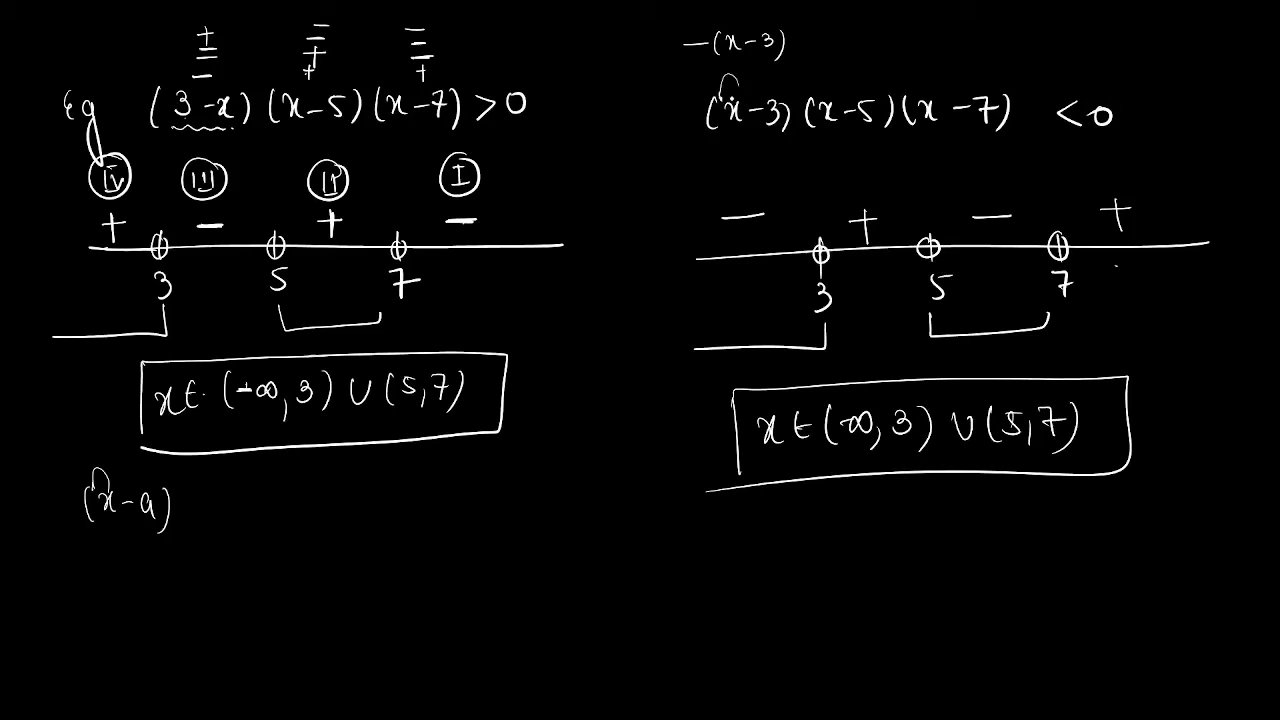 + − −
− + −
− + +
Eg (3-x) (x-5) (x-7) > 0
IV III II I
+ − + −
3 5 7
x ∈ (-∞, 3) ∪ (5, 7)
(x-a)
-(x-3)
(x-3) (x-5) (x-7) < 0
− + − +
3 5 7
x ∈ (-∞, 3) ∪ (5, 7)